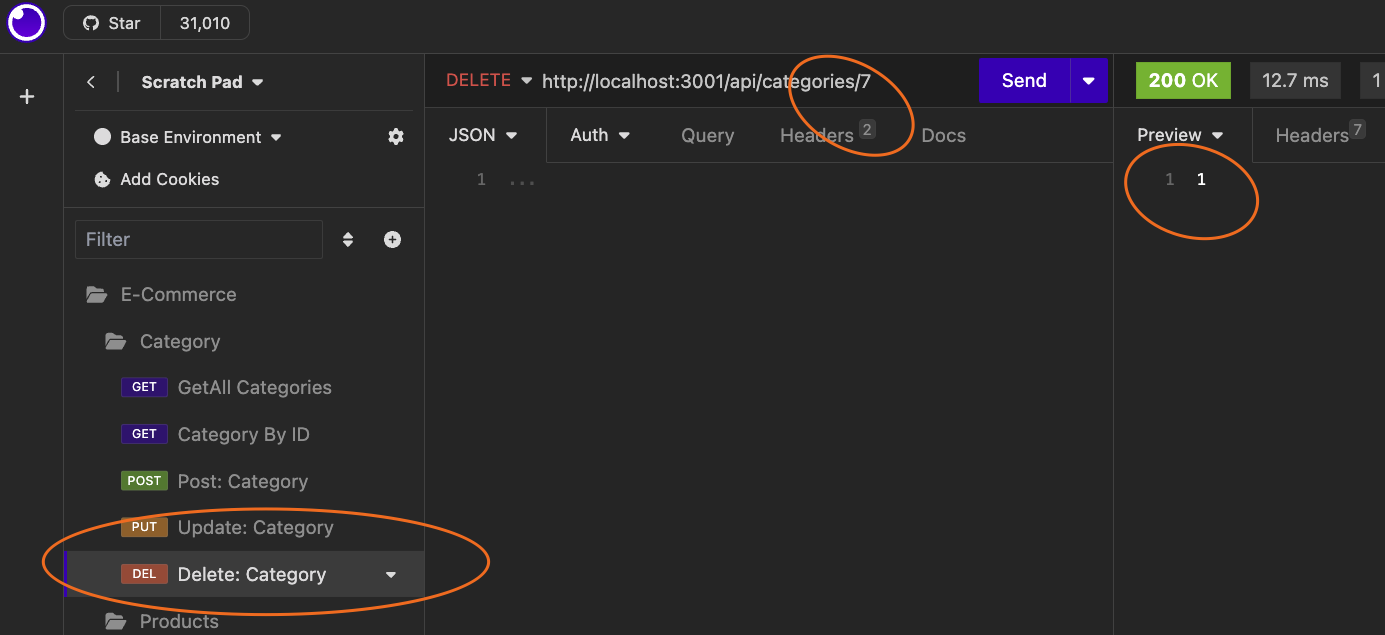 Star 31,010
Scratch Pad
Base Environment
Add Cookies
Filter
E-Commerce
Category
GET GetAll Categories
GET Category By ID
POST Post: Category
PUT Update: Category
DEL Delete: Category
Products
DELETE http://localhost:3001/api/categories/7 Send
JSON Auth Query Headers 2 Docs
1 ...
200 OK 12.7 ms 1
Preview Headers 7
1 1